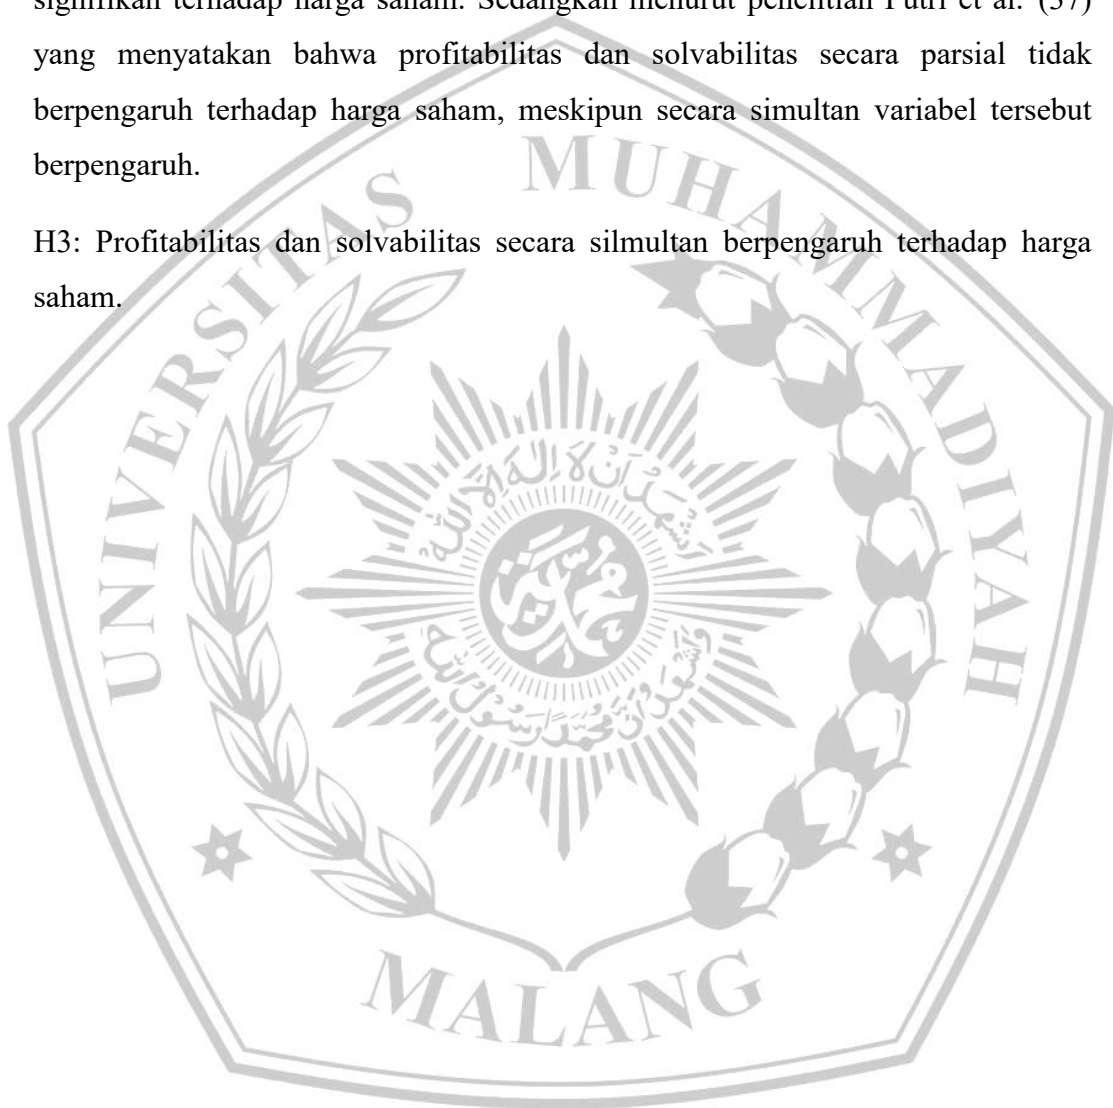 signifikan terhadap harga saham. Sedangkan menurut penelitian Putri et al. (37)
yang menyatakan bahwa profitabilitas dan solvabilitas secara parsial tidak
berpengaruh terhadap harga saham, meskipun secara simultan variabel tersebut
berpengaruh.
H3: Profitabilitas dan solvabilitas secara silmultan berpengaruh terhadap harga
saham.
UNIVERSITAS MUHAMMADIYAH
MALANG